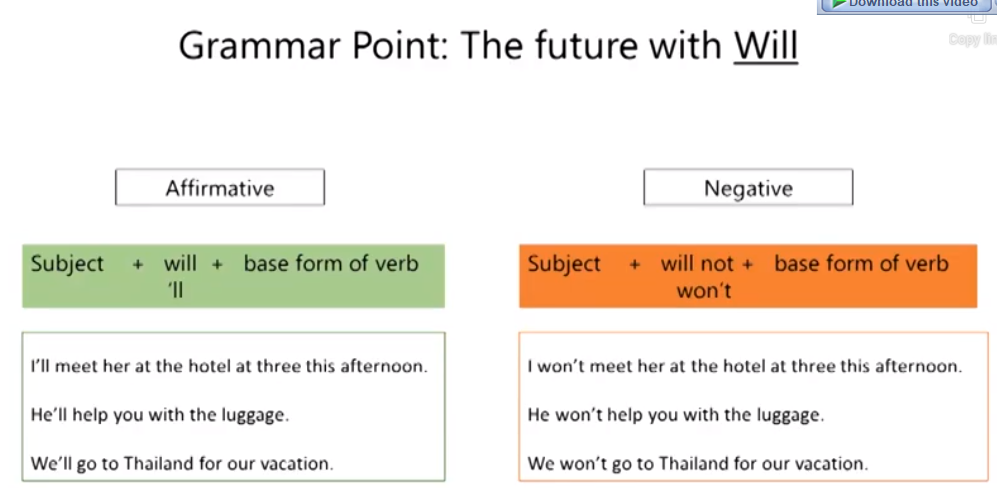 Download this video
Copy lin
Grammar Point: The future with Will
Affirmative
Subject + will + base form of verb
'll
I'll meet her at the hotel at three this afternoon.
He'll help you with the luggage.
We'll go to Thailand for our vacation.
Negative
Subject + will not + base form of verb
won't
I won't meet her at the hotel at three this afternoon.
He won't help you with the luggage.
We won't go to Thailand for our vacation.